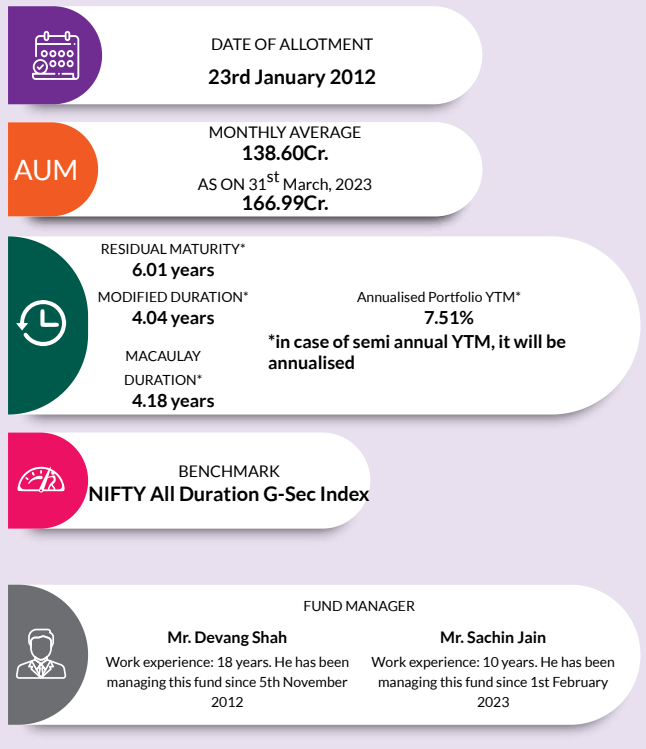 DATE OF ALLOTMENT
23rd January 2012
AUM
MONTHLY AVERAGE
138.60Cr.
AS ON 31st March, 2023
166.99Cr.
RESIDUAL MATURITY*
6.01 years
MODIFIED DURATION*
4.04 years
MACAULAY
DURATION*
4.18 years
Annualised Portfolio YTM*
7.51%
*in case of semi annual YTM, it will be
annualised
BENCHMARK
NIFTY All Duration G-Sec Index
FUND MANAGER
Mr. Devang Shah
Work experience: 18 years. He has been
managing this fund since 5th November
2012
Mr. Sachin Jain
Work experience: 10 years. He has been
managing this fund since 1st February
2023